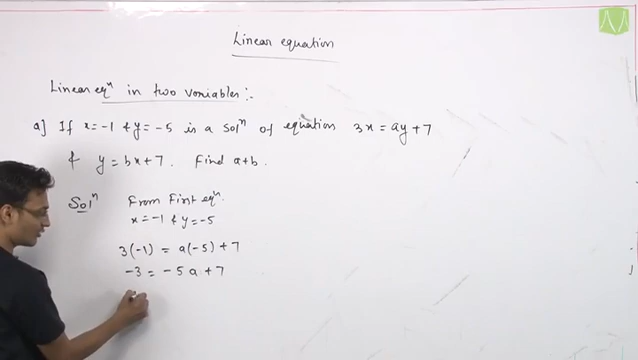 Linear equation
Linear eqⁿ in two variables :-
a] If x = -1 & y = -5 is a solⁿ of equation 3x = ay + 7
& y = bx + 7. Find a+b.
Solⁿ From First eqⁿ.
x = -1 & y = -5
3(-1) = a(-5) + 7
-3 = -5a + 7